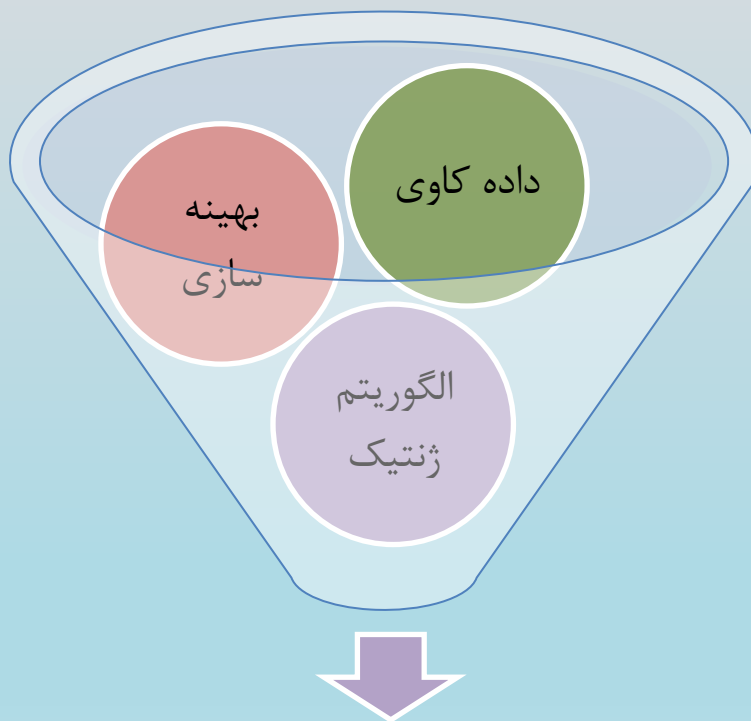 داده کاوی
بهینه
سازی
الگوریتم
ژنتیک